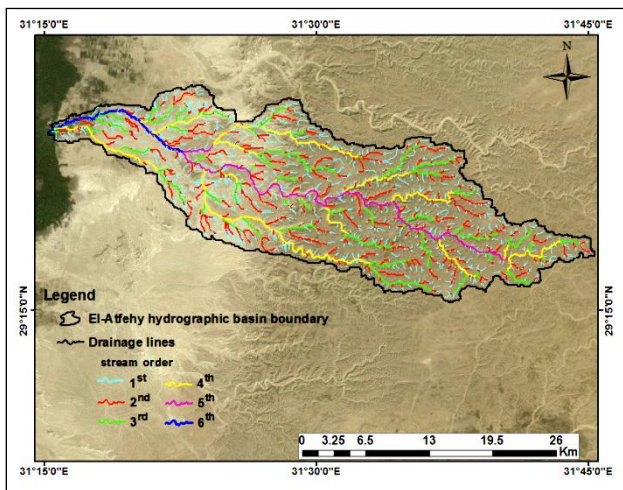 31°15'0"E 31°30'0"E 31°45'0"E
N
29°15'0"N 29°15'0"N
Legend
El-Atfehy hydrographic basin boundary
Drainage lines
stream order
1st 4th
2nd 5th
3rd 6th
0 3.25 6.5 13 19.5 26
Km
31°15'0"E 31°30'0"E 31°45'0"E